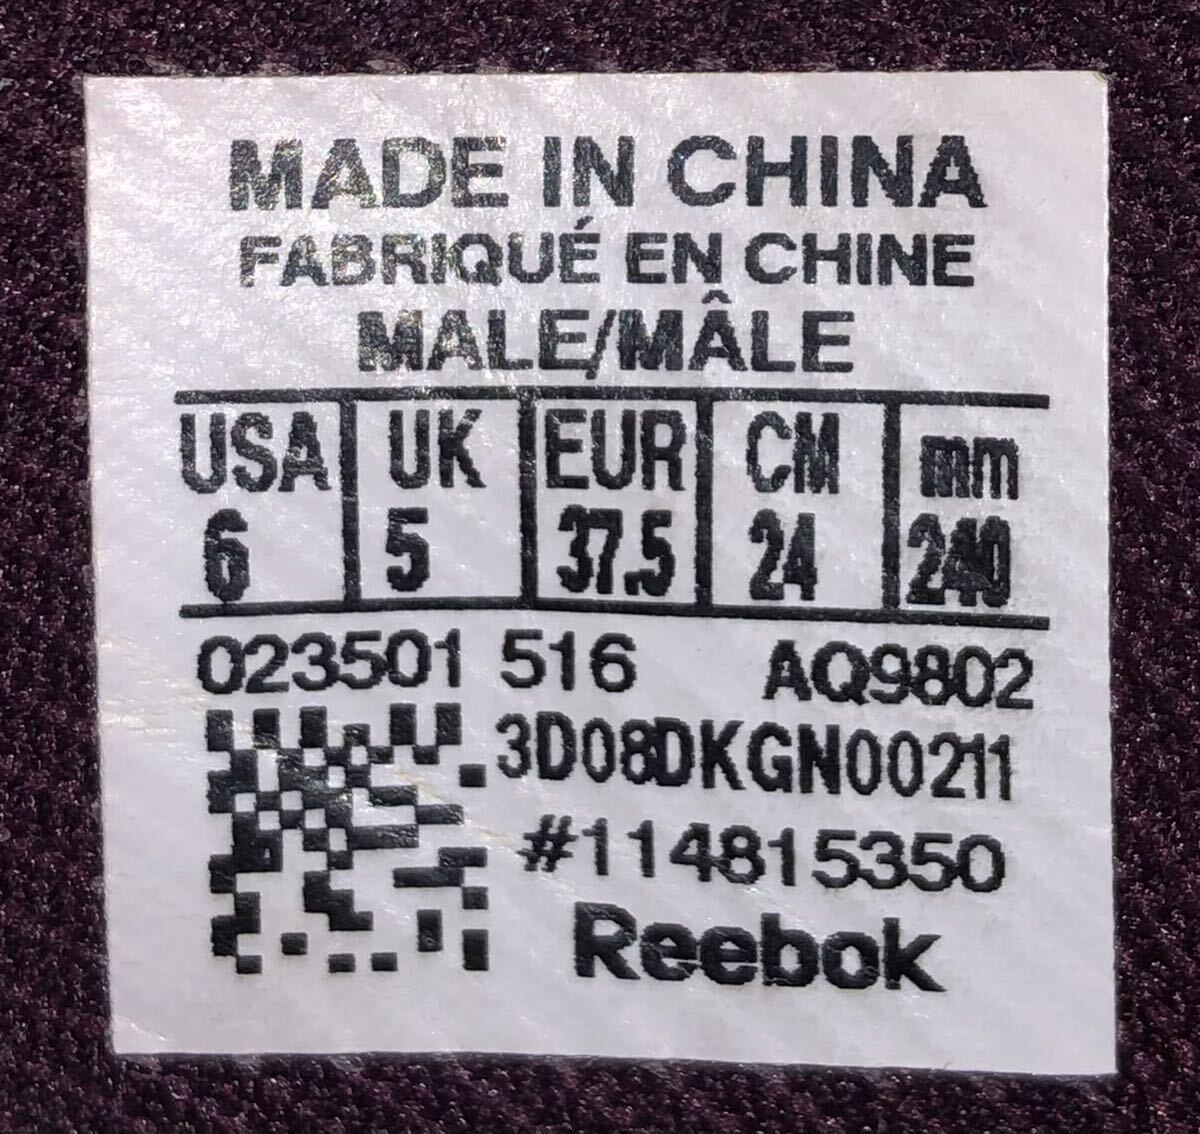 MADE IN CHINA
FABRIQUÉ EN CHINE
MALE/MÂLE
USA UK EUR CM mm
6 5 37.5 24 240
023501 516 AQ9802
3D08DKGN00211
#114815350
Reebok